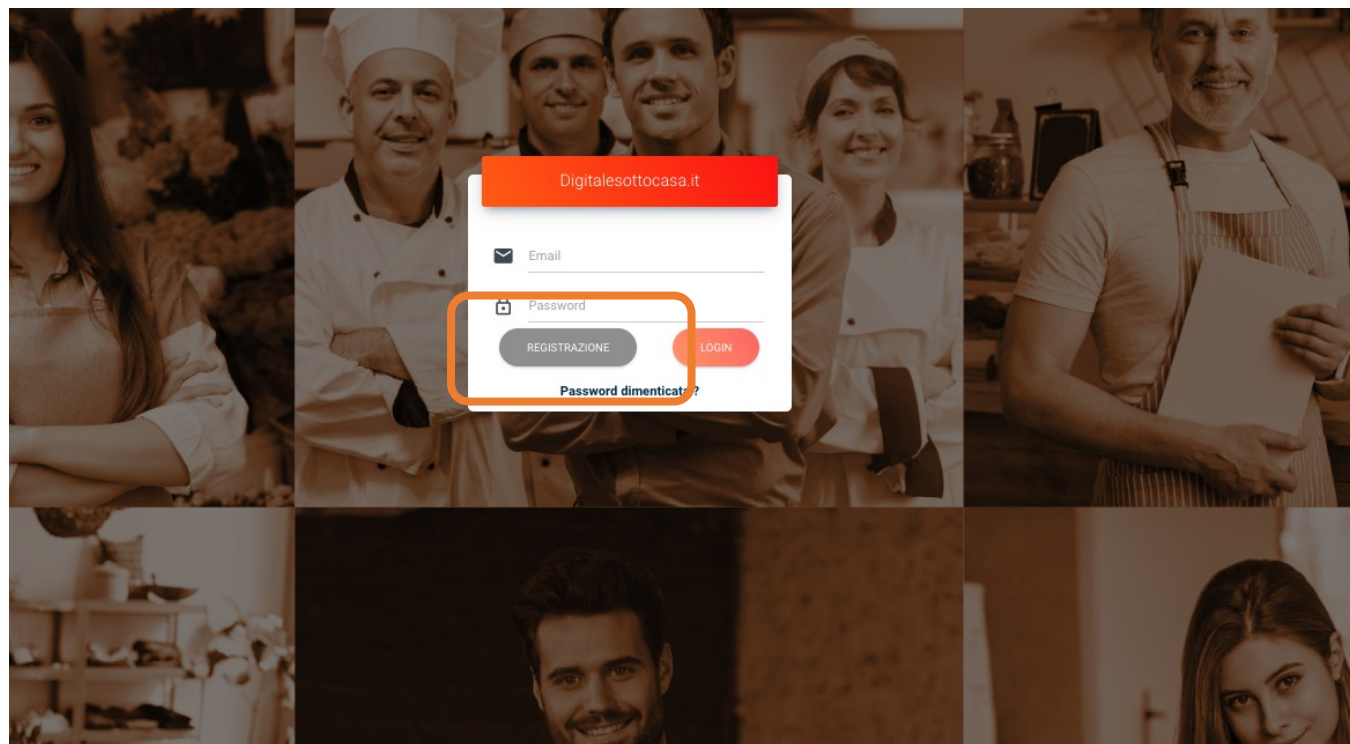 Digitalesottocasa.it
Email
Password
REGISTRAZIONE LOGIN
Password dimenticata ?